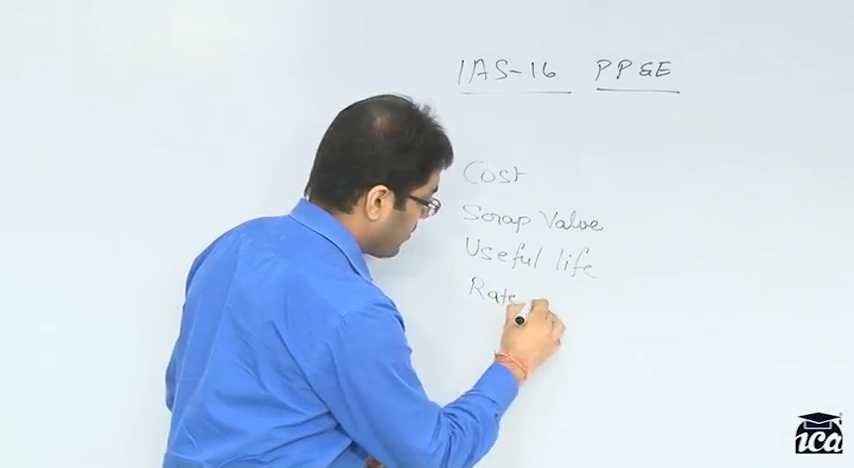 IAS-16 PP&E
Cost
Scrap Value
Useful life
Rate
ica